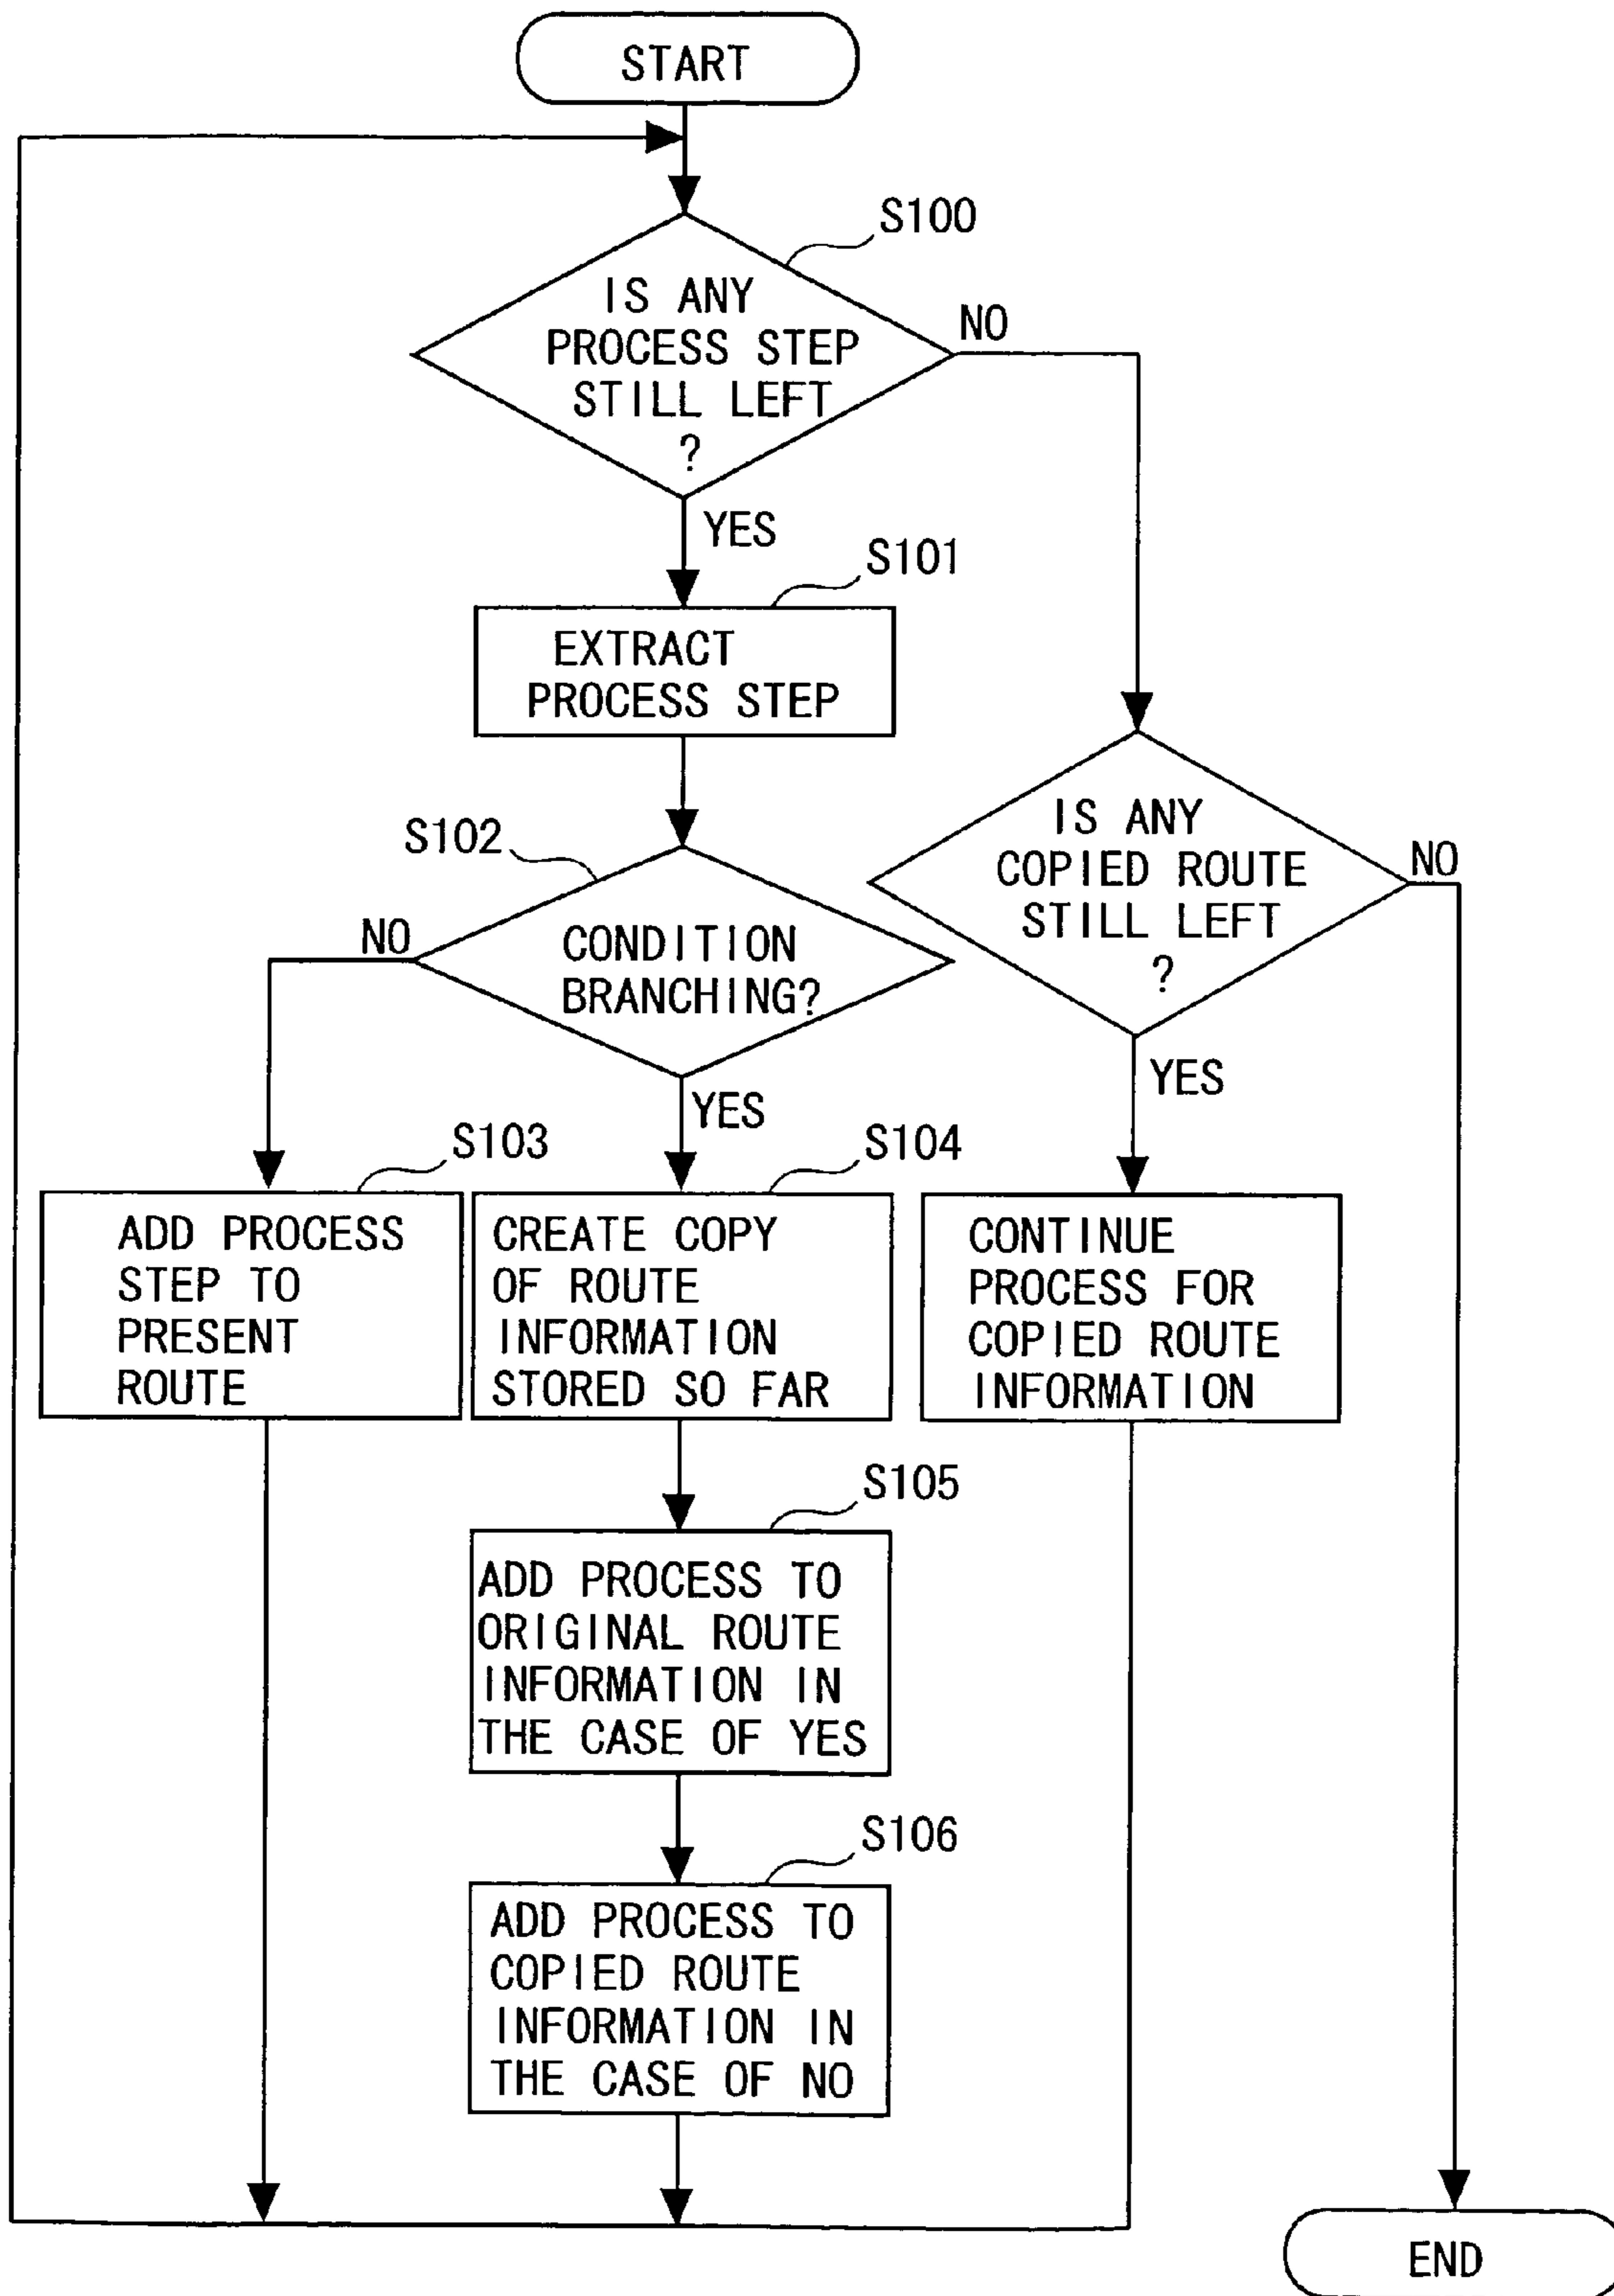 START
S100
IS ANY
PROCESS STEP
STILL LEFT
?
NO
YES
S101
EXTRACT
PROCESS STEP
S102
CONDITION
BRANCHING?
NO
YES
IS ANY
COPIED ROUTE
STILL LEFT
?
NO
YES
S103
ADD PROCESS
STEP TO
PRESENT
ROUTE
S104
CREATE COPY
OF ROUTE
INFORMATION
STORED SO FAR
CONTINUE
PROCESS FOR
COPIED ROUTE
INFORMATION
S105
ADD PROCESS TO
ORIGINAL ROUTE
INFORMATION IN
THE CASE OF YES
S106
ADD PROCESS TO
COPIED ROUTE
INFORMATION IN
THE CASE OF NO
END